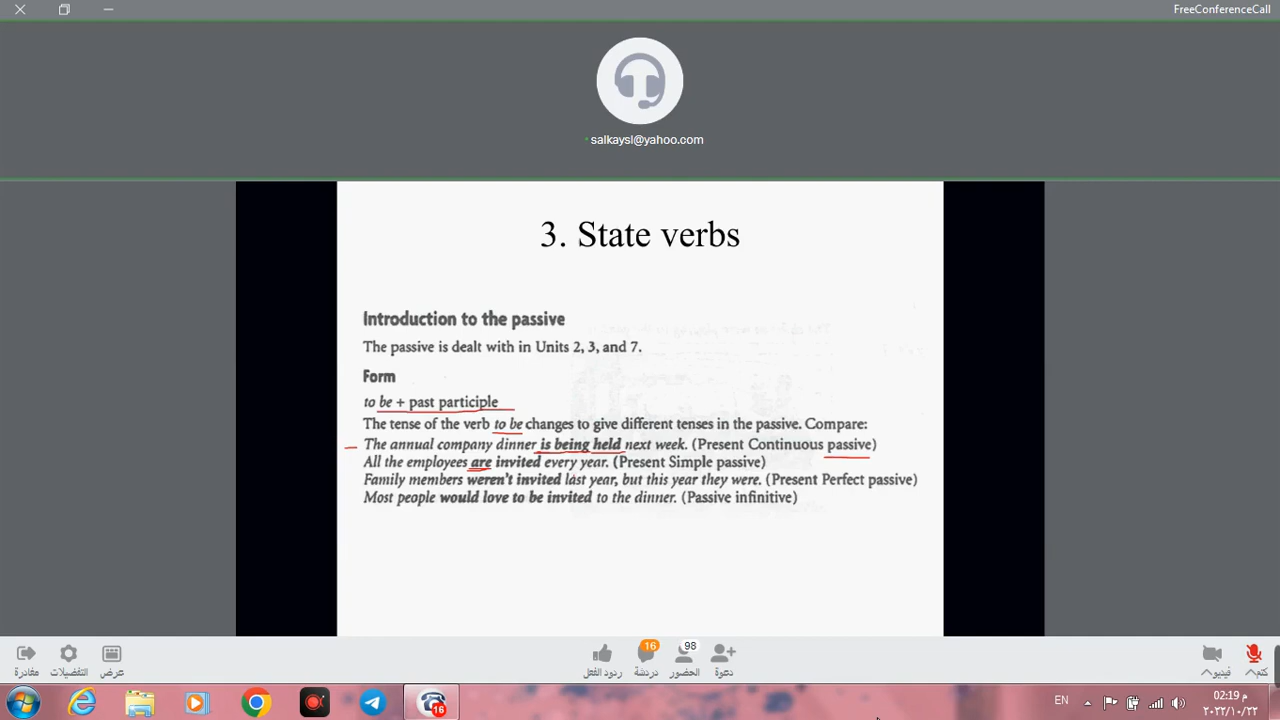 FreeConferenceCall
salkaysl@yahoo.com
3. State verbs
Introduction to the passive
The passive is dealt with in Units 2, 3, and 7.
Form
to be + past participle
The tense of the verb to be changes to give different tenses in the passive. Compare:
The annual company dinner is being held next week. (Present Continuous passive)
All the employees are invited every year. (Present Simple passive)
Family members weren't invited last year, but this year they were. (Present Perfect passive)
Most people would love to be invited to the dinner. (Passive infinitive)
16
98
مغادرة
التفضيلات
عرض
ردود الفعل
دردشة
الحضور
دعوة
فيديو
كتم
16
EN
02:19 م
٢٠٢٢/١٠/٢٢